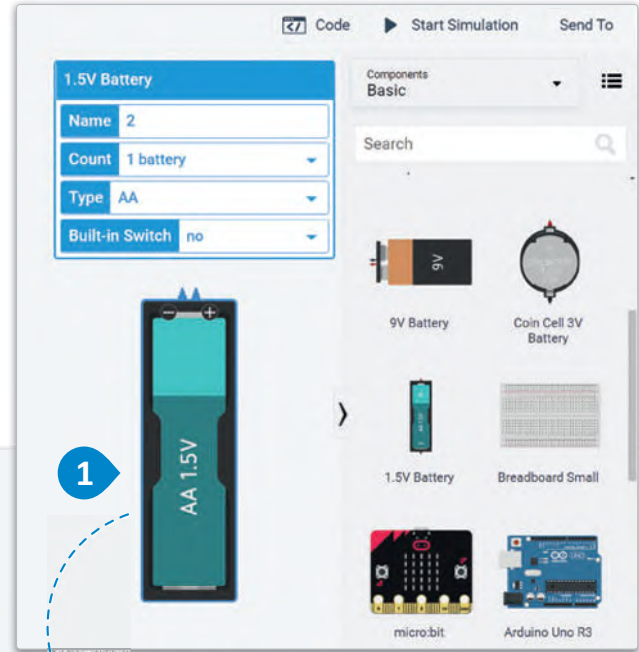 Code
Start Simulation
Send To
1.5V Battery
Name 2
Count 1 battery
Type AA
Built-in Switch no
Components
Basic
Search
9V
9V Battery
Coin Cell 3V
Battery
1
AA 1.5V
1.5V Battery
Breadboard Small
micro:bit
Arduino Uno R3